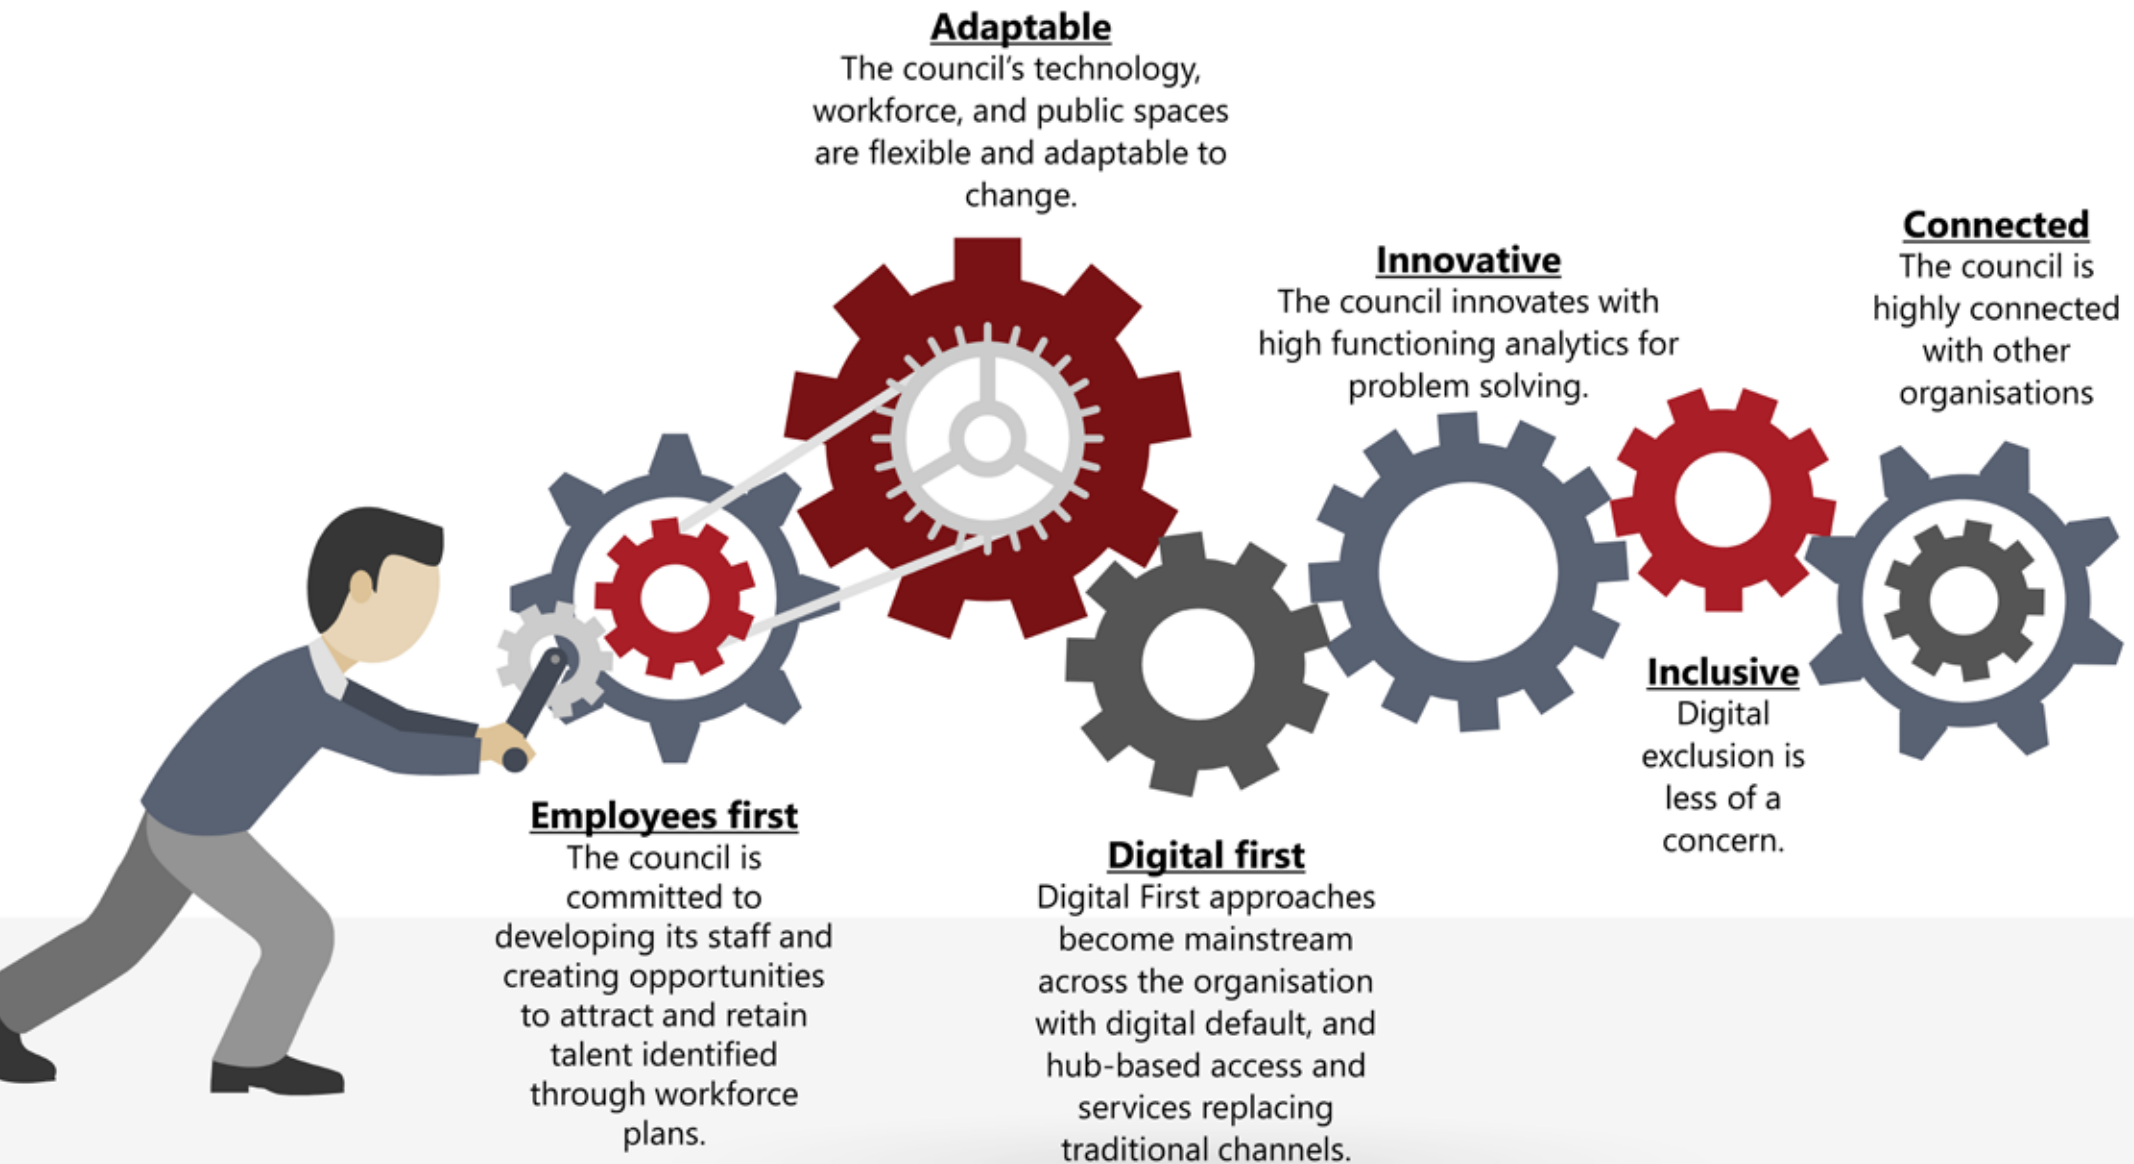 Adaptable
The council's technology,
workforce, and public spaces
are flexible and adaptable to
change.
Innovative
The council innovates with
high functioning analytics for
problem solving.
Connected
The council is
highly connected
with other
organisations
Employees first
The council is
committed to
developing its staff and
creating opportunities
to attract and retain
talent identified
through workforce
plans.
Digital first
Digital First approaches
become mainstream
across the organisation
with digital default, and
hub-based access and
services replacing
traditional channels.
Inclusive
Digital
exclusion is
less of a
concern.